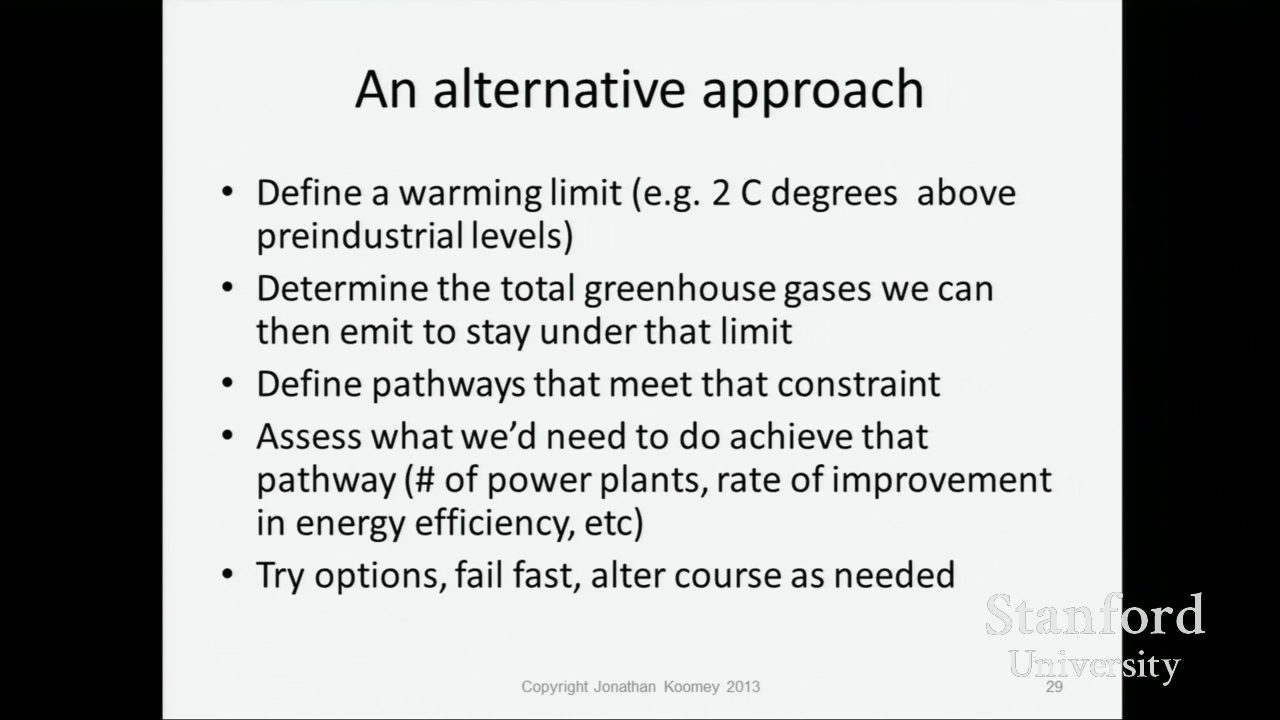 An alternative approach
• Define a warming limit (e.g. 2 C degrees above
preindustrial levels)
• Determine the total greenhouse gases we can
then emit to stay under that limit
• Define pathways that meet that constraint
• Assess what we'd need to do achieve that
pathway (# of power plants, rate of improvement
in energy efficiency, etc)
• Try options, fail fast, alter course as needed
Stanford
University
Copyright Jonathan Koomey 2013
29